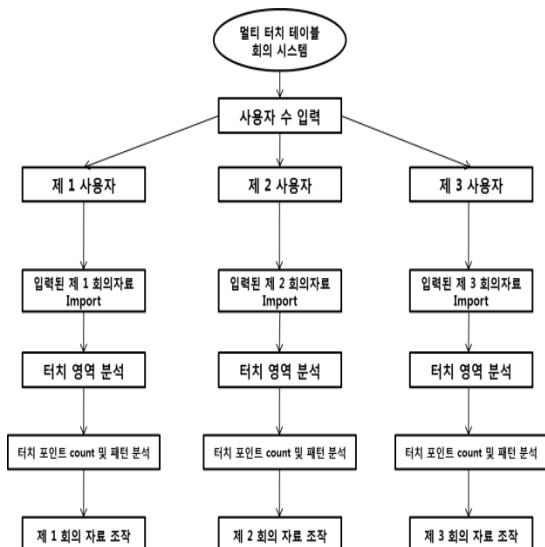 멀티 터치 테이블
회의 시스템
사용자 수 입력
제 1 사용자
제 2 사용자
제 3 사용자
입력된 제 1 회의자료
Import
입력된 제 2 회의자료
Import
입력된 제 3 회의자료
Import
터치 영역 분석
터치 영역 분석
터치 영역 분석
터치 포인트 count 및 패턴 분석
터치 포인트 count 및 패턴 분석
터치 포인트 count 및 패턴 분석
제 1 회의 자료 조작
제 2 회의 자료 조작
제 3 회의 자료 조작